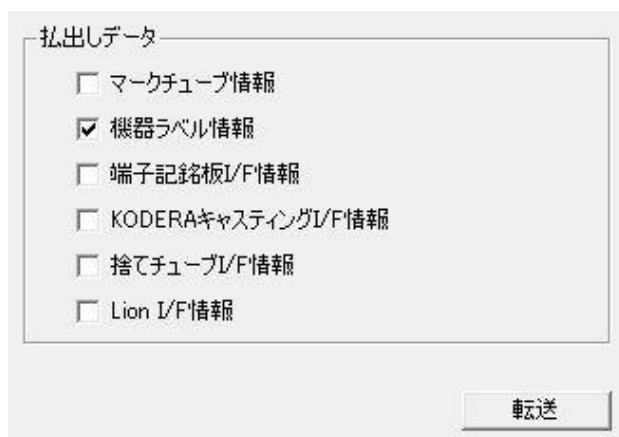 払出しデータ
マークチューブ情報
機器ラベル情報
端子記銘板I/F情報
KODERAキャスティングI/F情報
捨てチューブI/F情報
Lion I/F情報
転送